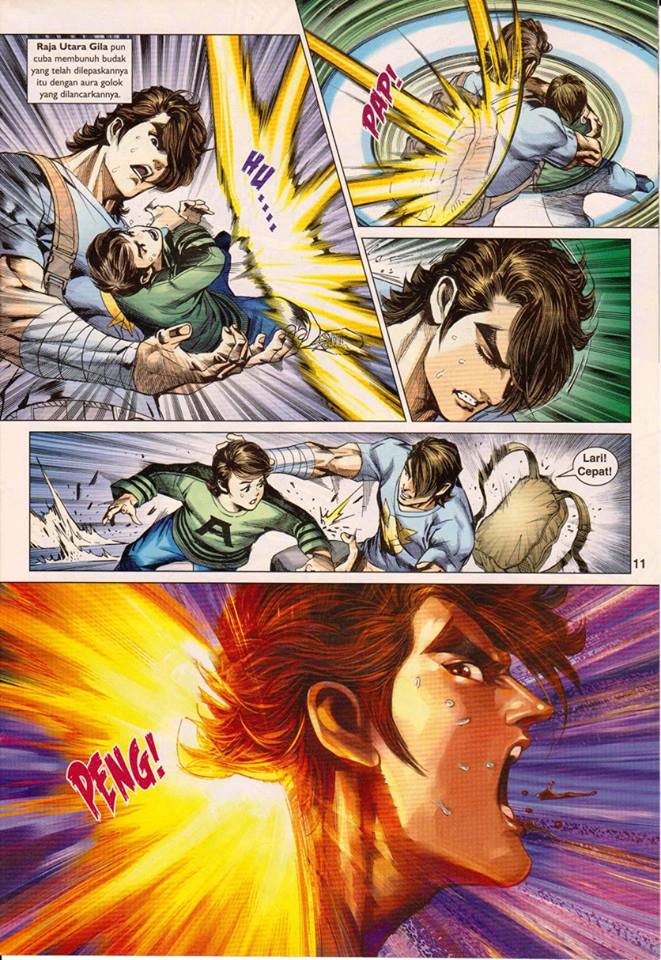 Raja Utara Gila pun
cuba membunuh budak
yang telah dilepaskannya
itu dengan aura golok
yang dilancarkannya.
HU.....
PAP!
A
Lari!
Cepat!
11
PENG!